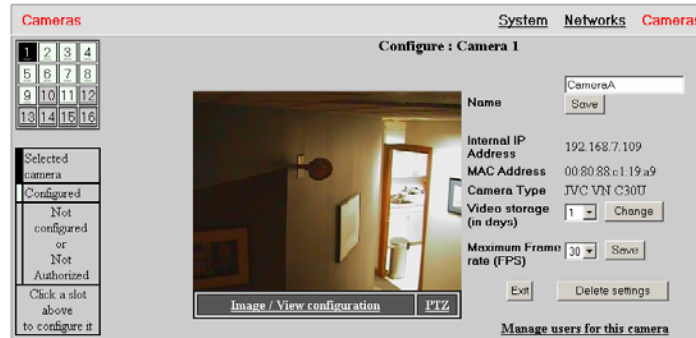 Cameras
System Networks Cameras
Configure : Camera 1
1 2 3 4
5 6 7 8
9 10 11 12
13 14 15 16
Selected
camera
Configured
Not
configured
or
Not
Authorized
Click a slot
above
to configure it
Image / View configuration PTZ
Name CameraA
Save
Internal IP
Address 192.168.7.109
MAC Address 00:80:88:c1:19:a9
Camera Type JVC VN C30U
Video storage
(in days) 1 Change
Maximum Frame
rate (FPS) 30 Save
Exit Delete settings
Manage users for this camera